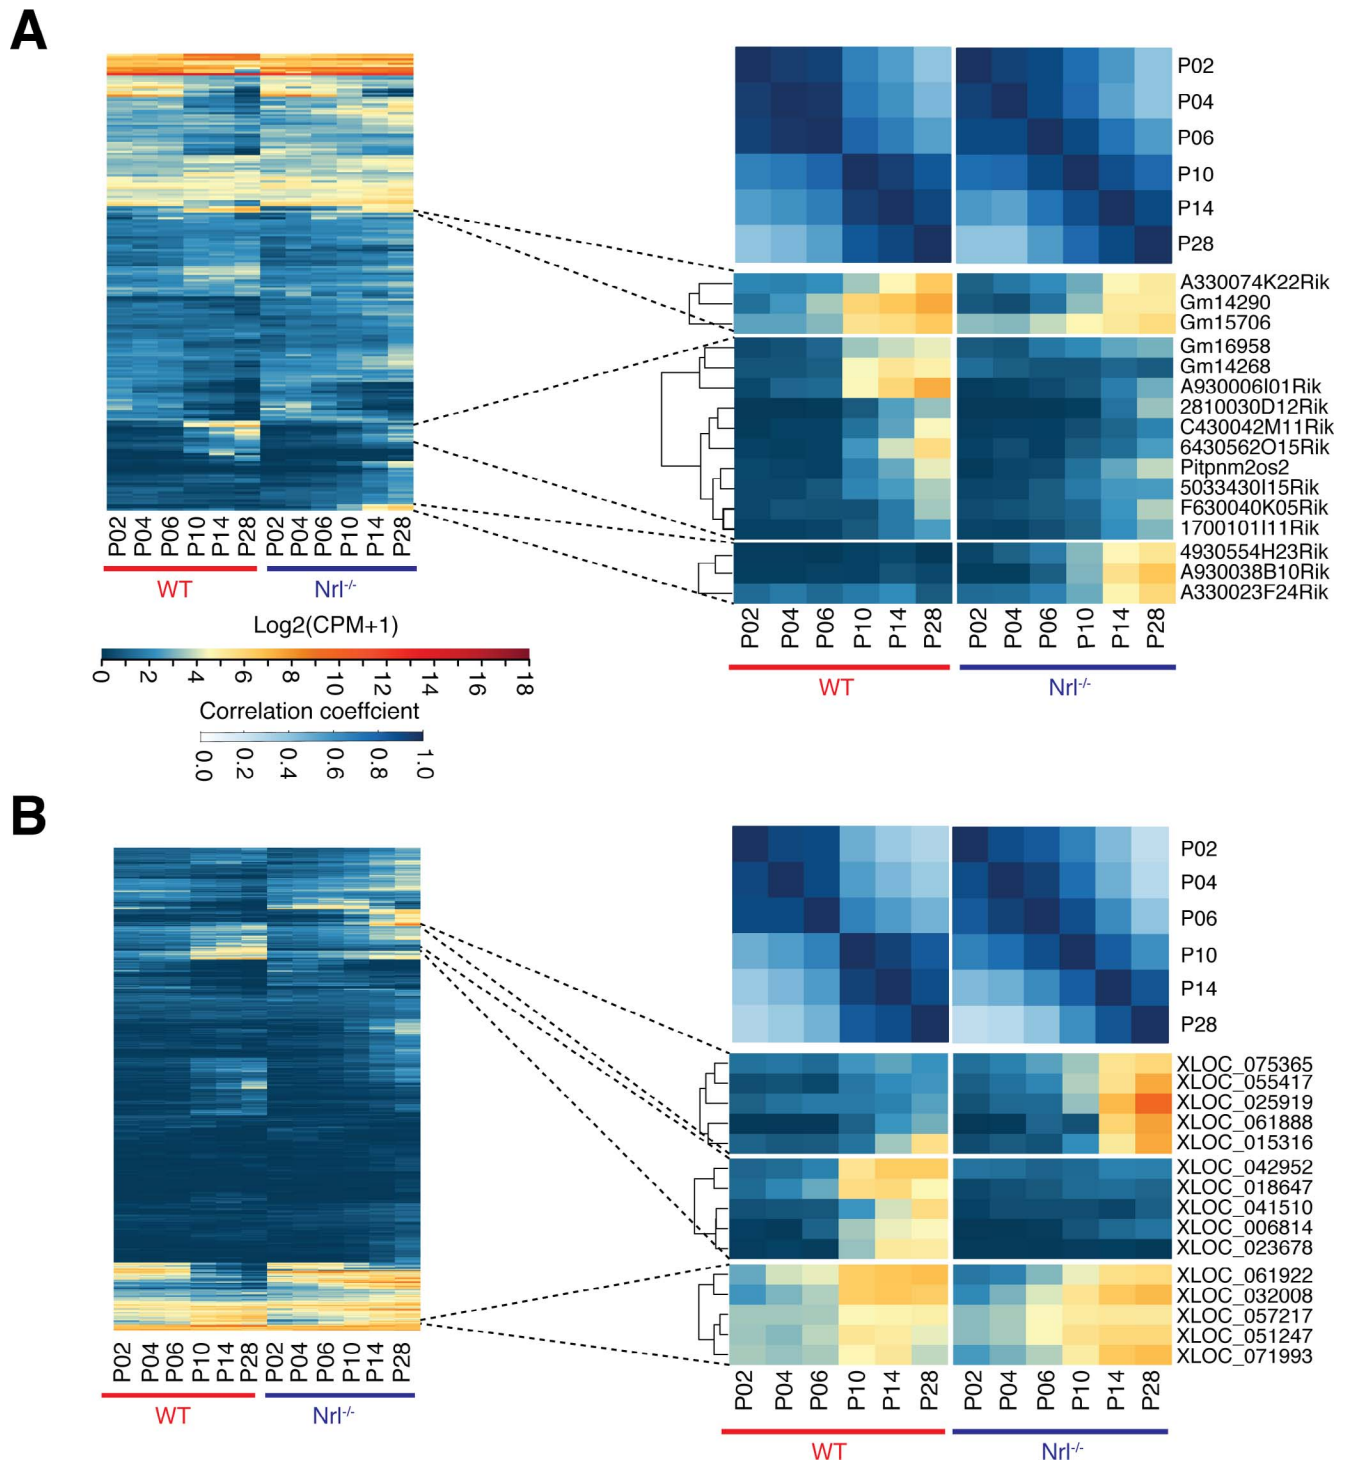 A
P02
P04
P06
P10
P14
P28
A330074K22Rik
Gm14290
Gm15706
Gm16958
Gm14268
A930006I01Rik
2810030D12Rik
C430042M11Rik
6430562O15Rik
Pitpnm2os2
5033430I15Rik
F630040K05Rik
1700101I11Rik
4930554H23Rik
A930038B10Rik
A330023F24Rik
P02 P04 P06 P10 P14 P28 P02 P04 P06 P10 P14 P28
WT Nrl-/-
P02 P04 P06 P10 P14 P28 P02 P04 P06 P10 P14 P28
WT Nrl-/-
Log2(CPM+1)
0 2 4 6 8 10 12 14 16 18
Correlation coeffcient
0.0 0.2 0.4 0.6 0.8 1.0
B
P02
P04
P06
P10
P14
P28
XLOC_075365
XLOC_055417
XLOC_025919
XLOC_061888
XLOC_015316
XLOC_042952
XLOC_018647
XLOC_041510
XLOC_006814
XLOC_023678
XLOC_061922
XLOC_032008
XLOC_057217
XLOC_051247
XLOC_071993
P02 P04 P06 P10 P14 P28 P02 P04 P06 P10 P14 P28
WT Nrl-/-
P02 P04 P06 P10 P14 P28 P02 P04 P06 P10 P14 P28
WT Nrl-/-